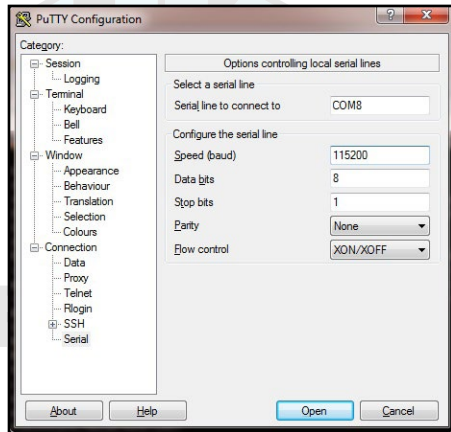 PuTTY Configuration
Category:
Session
Logging
Terminal
Keyboard
Bell
Features
Window
Appearance
Behaviour
Translation
Selection
Colours
Connection
Data
Proxy
Telnet
Rlogin
SSH
Serial
Options controlling local serial lines
Select a serial line
Serial line to connect to COM8
Configure the serial line
Speed (baud) 115200
Data bits 8
Stop bits 1
Parity None
Flow control XON/XOFF
About Help Open Cancel